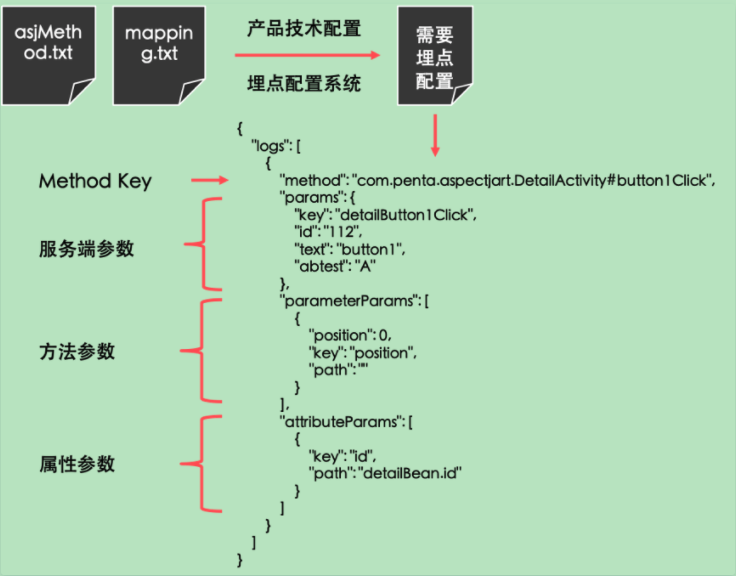 asjMeth
od.txt
mappin
g.txt
产品技术配置
埋点配置系统
需要
埋点
配置
{
"logs": [
{
Method Key
"method": "com.penta.aspectjart.DetailActivity#button1Click",
"params": {
"key": "detailButton1Click",
"id": "112",
服务端参数
"text": "button1",
"abtest": "A"
},
"parameterParams": [
{
"position": 0,
方法参数
"key": "position",
"path":""
}
],
"attributeParams": [
{
"key": "id",
属性参数
"path": "detailBean.id"
}
]
}
]
}